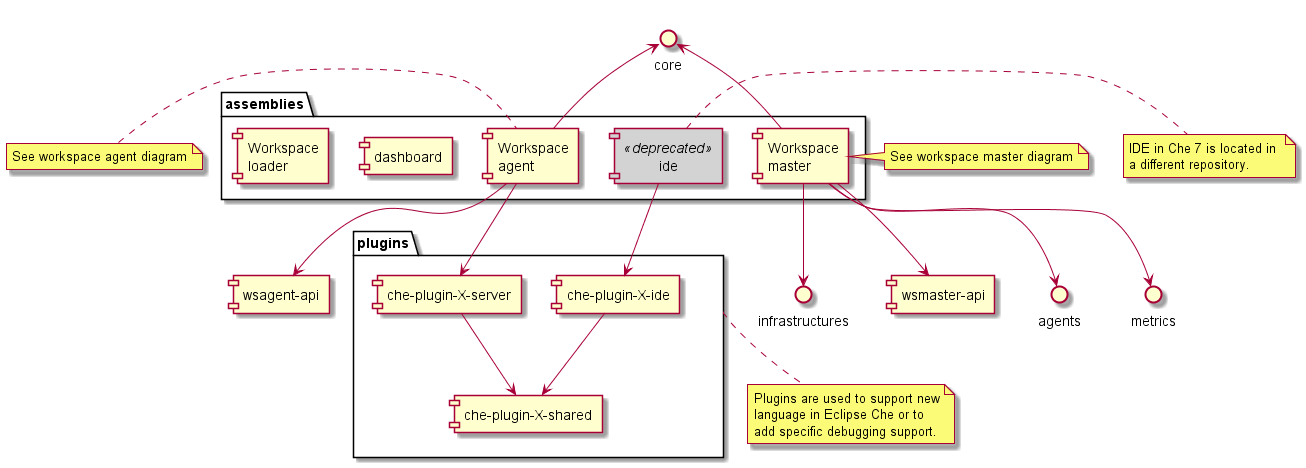 core
assemblies
Workspace
loader
dashboard
Workspace
agent
«deprecated»
ide
Workspace
master
See workspace agent diagram
See workspace master diagram
IDE in Che 7 is located in
a different repository.
plugins
wsagent-api
che-plugin-X-server
che-plugin-X-ide
infrastructures
wsmaster-api
agents
metrics
che-plugin-X-shared
Plugins are used to support new
language in Eclipse Che or to
add specific debugging support.